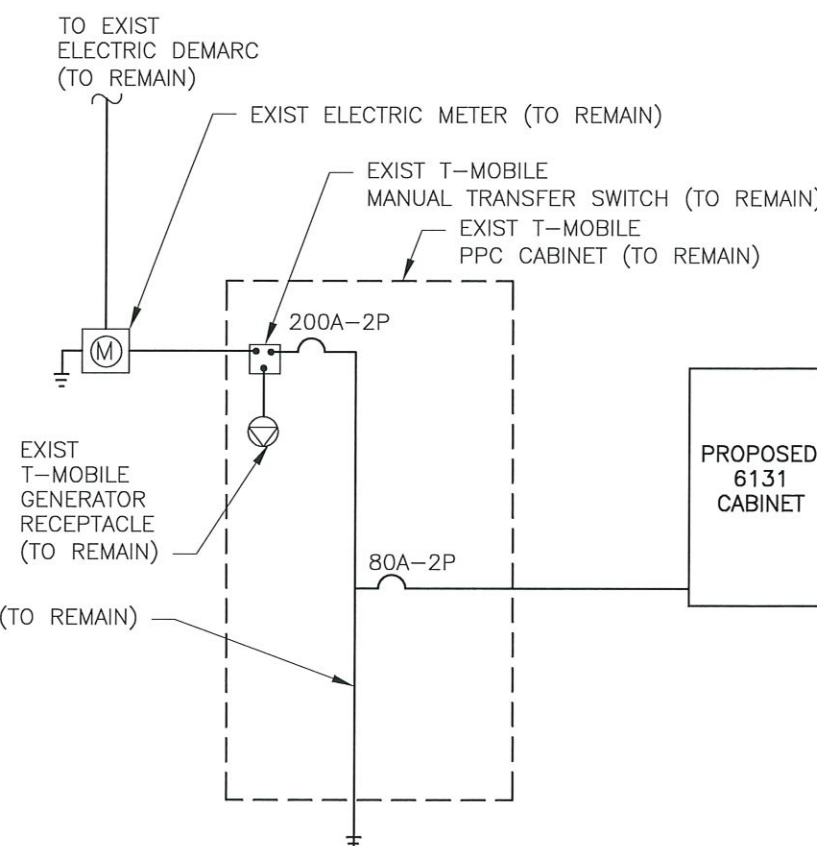 TO EXIST
ELECTRIC DEMARC
(TO REMAIN)
EXIST ELECTRIC METER (TO REMAIN)
EXIST T-MOBILE
MANUAL TRANSFER SWITCH (TO REMAIN)
EXIST T-MOBILE
PPC CABINET (TO REMAIN)
200A-2P
M
EXIST
T-MOBILE
GENERATOR
RECEPTACLE
(TO REMAIN)
PROPOSED
6131
CABINET
80A-2P
(TO REMAIN)